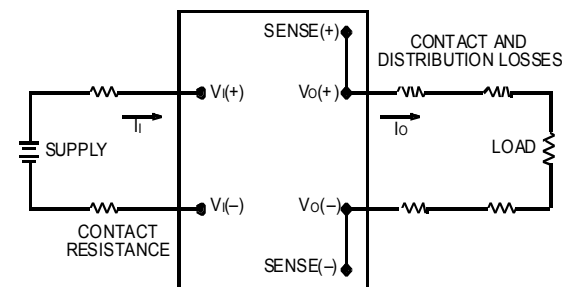 SENSE(+)
CONTACT AND
DISTRIBUTION LOSSES
VI(+)
VO(+)
II
IO
SUPPLY
LOAD
VI(–)
VO(–)
CONTACT
RESISTANCE
SENSE(–)